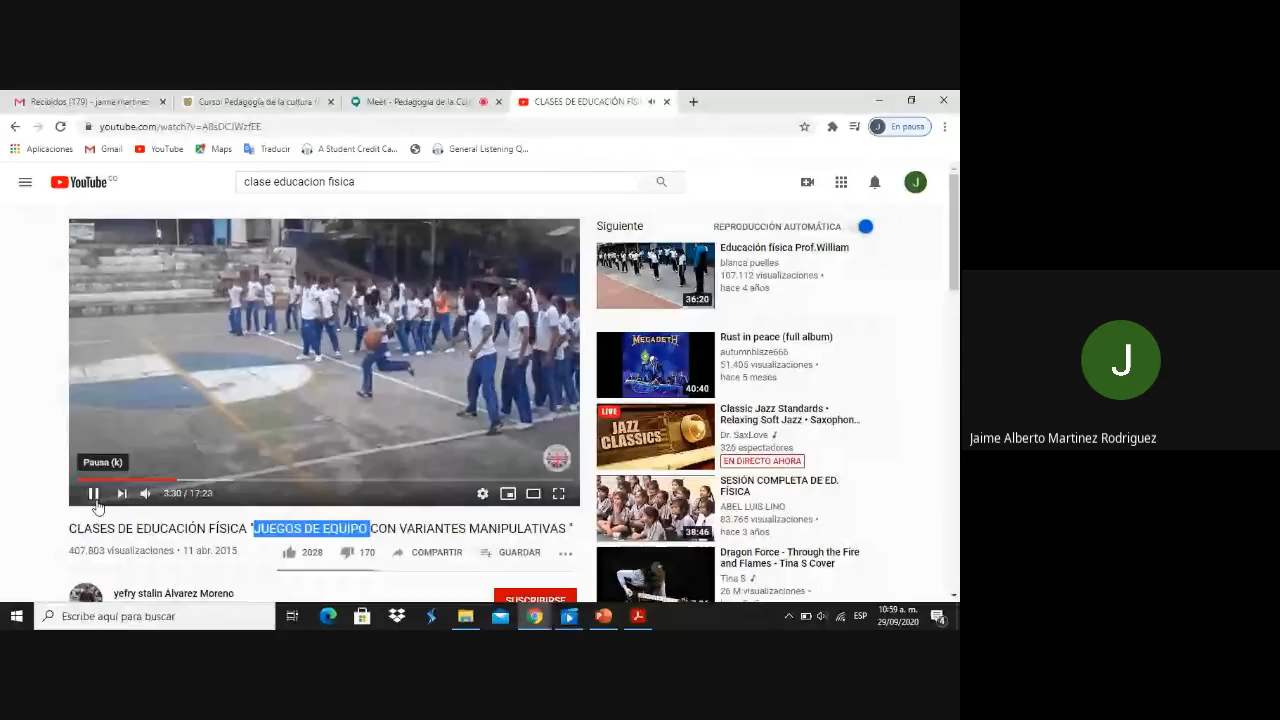 Recibidos (179) - jaime martinez
Curso: Pedagogía de la cultura f
Meet - Pedagogía de la Cul
CLASES DE EDUCACIÓN FÍSI
youtube.com/watch?v=ABsDCJWzfEE
En pausa
Aplicaciones
Gmail
YouTube
Maps
Traducir
A Student Credit Ca...
General Listening Q...
YouTube CO
clase educacion fisica
J
Siguiente
REPRODUCCIÓN AUTOMÁTICA
Educación física Prof.William
blanca puelles
107.112 visualizaciones •
hace 4 años
36:20
MEGADETH
Rust in peace (full album)
autumnblaze666
51.405 visualizaciones •
hace 5 meses
40:40
LIVE
JAZZ
CLASSICS
Classic Jazz Standards •
Relaxing Soft Jazz • Saxophon...
Dr. SaxLove
326 espectadores
EN DIRECTO AHORA
SESIÓN COMPLETA DE ED.
FÍSICA
ABEL LUIS LINO
83.765 visualizaciones •
hace 3 años
38:46
Dragon Force - Through the Fire
and Flames - Tina S Cover
Tina S
26 M visualizaciones •
Pausa (k)
3:30 / 17:23
CLASES DE EDUCACIÓN FÍSICA "JUEGOS DE EQUIPO CON VARIANTES MANIPULATIVAS "
407.803 visualizaciones • 11 abr. 2015
2028
170
COMPARTIR
GUARDAR
yefry stalin Alvarez Moreno
SUSCRIBIRSE
Escribe aquí para buscar
ESP
10:59 a. m.
29/09/2020
4
J
Jaime Alberto Martinez Rodriguez